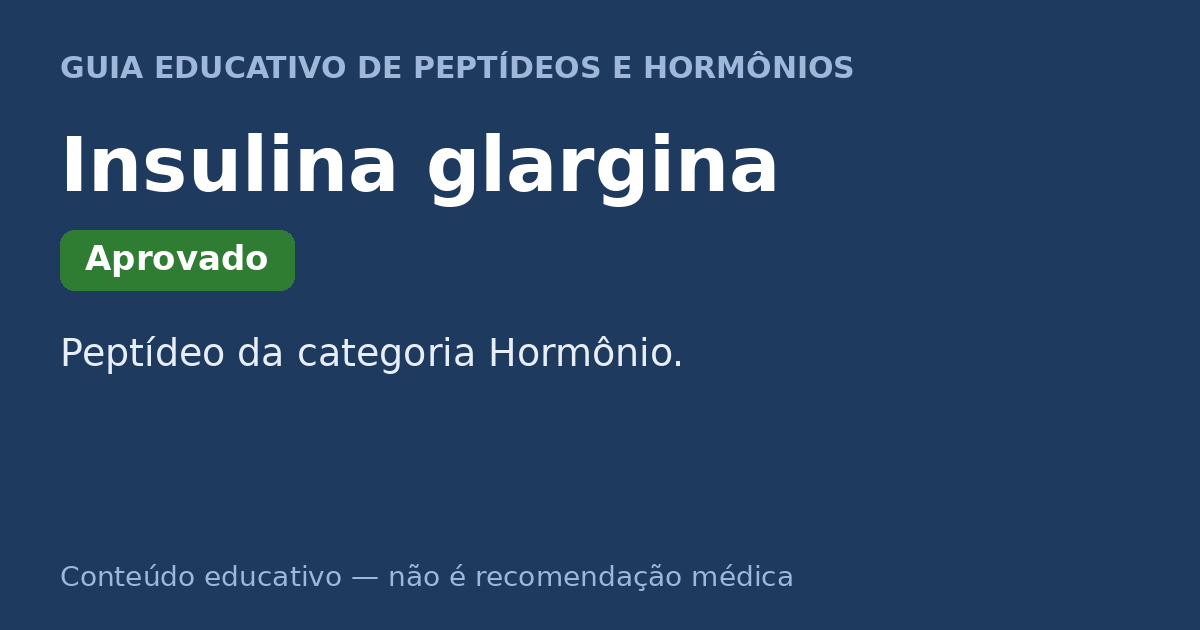 GUIA EDUCATIVO DE PEPTÍDEOS E HORMÔNIOS
Insulina glargina
Aprovado
Peptídeo da categoria Hormônio.
Conteúdo educativo — não é recomendação médica